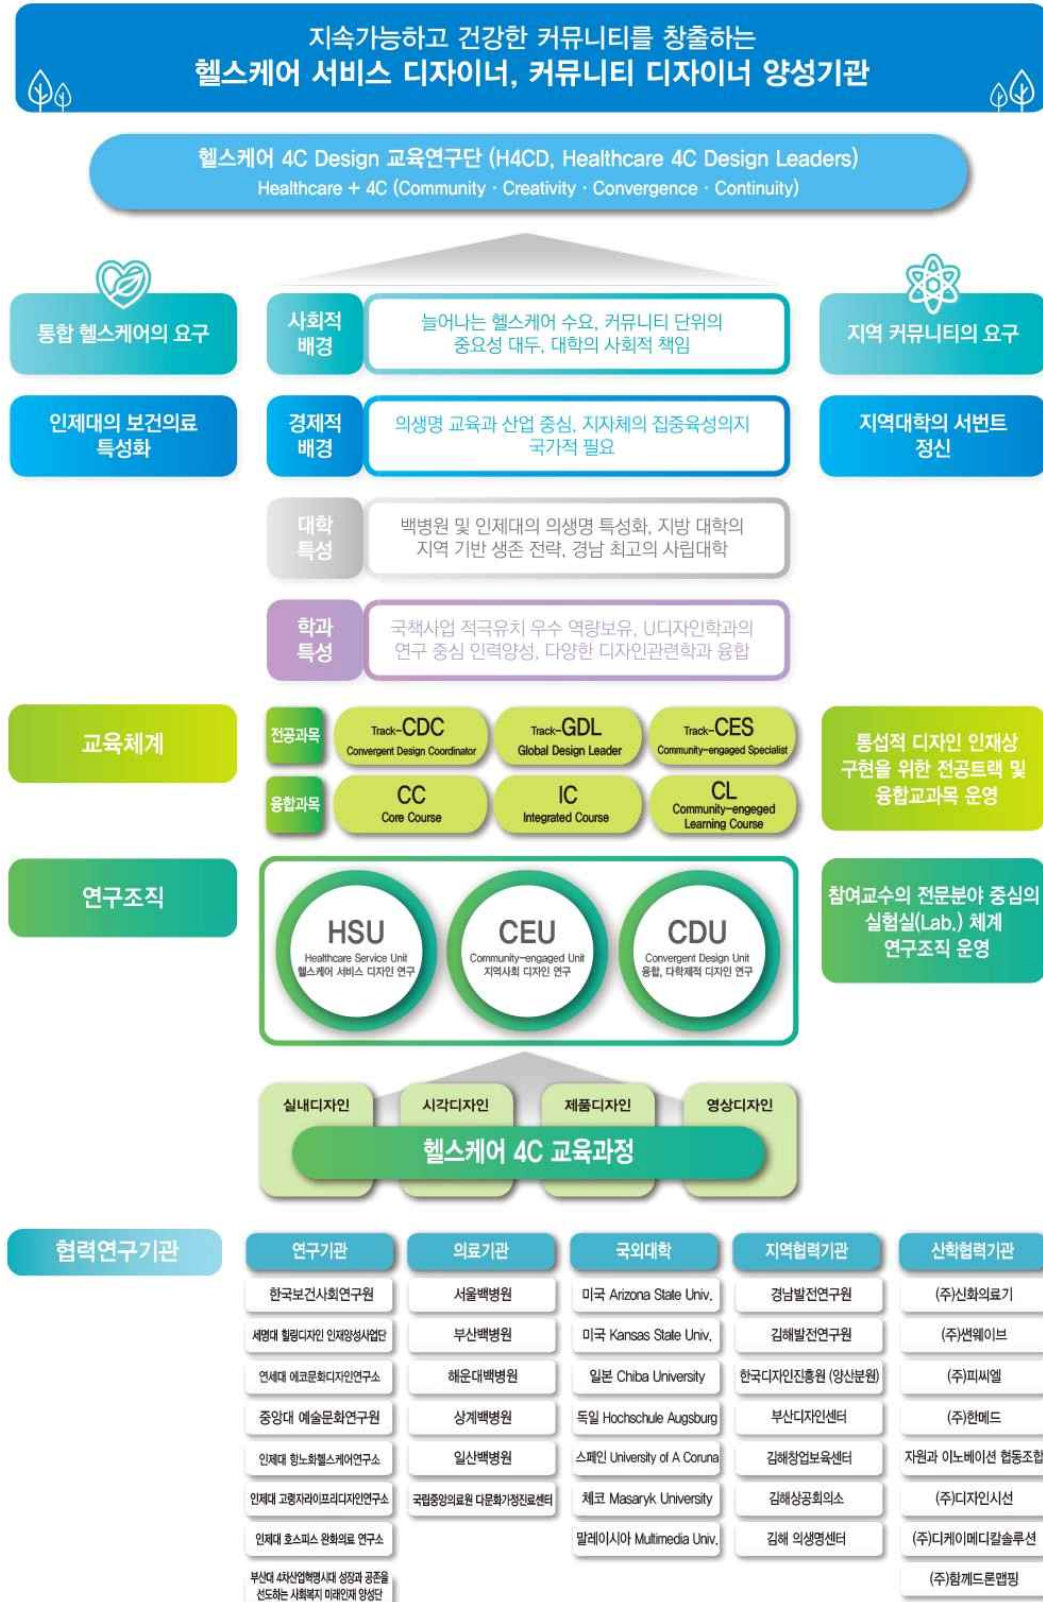 지속가능하고 건강한 커뮤니티를 창출하는
헬스케어 서비스 디자이너, 커뮤니티 디자이너 양성기관
헬스케어 4C Design 교육연구단 (H4CD, Healthcare 4C Design Leaders)
Healthcare + 4C (Community · Creativity · Convergence · Continuity)
통합 헬스케어의 요구
사회적
배경
늘어나는 헬스케어 수요, 커뮤니티 단위의
중요성 대두, 대학의 사회적 책임
지역 커뮤니티의 요구
인제대의 보건의료
특성화
경제적
배경
의생명 교육과 산업 중심, 지자체의 집중육성의지
국가적 필요
지역대학의 서번트
정신
대학
특성
백병원 및 인제대의 의생명 특성화, 지방 대학의
지역 기반 생존 전략, 경남 최고의 사립대학
학과
특성
국책사업 적극유치 우수 역량보유, U디자인학과의
연구 중심 인력양성, 다양한 디자인관련학과 융합
교육체계
전공과목
Track-CDC
Convergent Design Coordinator
Track-GDL
Global Design Leader
Track-CES
Community-engaged Specialist
융합과목
CC
Core Course
IC
Integrated Course
CL
Community-engeged
Learning Course
통섭적 디자인 인재상
구현을 위한 전공트랙 및
융합교과목 운영
연구조직
HSU
Healthcare Service Unit
헬스케어 서비스 디자인 연구
CEU
Community-engaged Unit
지역사회 디자인 연구
CDU
Convergent Design Unit
융합, 다학제적 디자인 연구
참여교수의 전문분야 중심의
실험실(Lab.) 체계
연구조직 운영
실내디자인
시각디자인
제품디자인
영상디자인
헬스케어 4C 교육과정
협력연구기관
연구기관
의료기관
국외대학
지역협력기관
산학협력기관
한국보건사회연구원
서울백병원
미국 Arizona State Univ.
경남발전연구원
(주)신화의료기
세명대 힐링디자인 인재양성사업단
부산백병원
미국 Kansas State Univ.
김해발전연구원
(주)썬웨이브
연세대 에코문화디자인연구소
해운대백병원
일본 Chiba University
한국디자인진흥원 (양산분원)
(주)피씨엘
중앙대 예술문화연구원
상계백병원
독일 Hochschule Augsburg
부산디자인센터
(주)한메드
인제대 항노화헬스케어연구소
일산백병원
스페인 University of A Coruna
김해창업보육센터
자원과 이노베이션 협동조합
인제대 고령자라이프리디자인연구소
국립중앙의료원 다문화가정진료센터
체코 Masaryk University
김해상공회의소
(주)디자인시선
인제대 호스피스 완화의료 연구소
말레이시아 Multimedia Univ.
김해 의생명센터
(주)디케이메디칼솔루션
부산대 4차산업혁명시대 성장과 공존을
선도하는 사회복지 미래인재 양성단
(주)함께드론맵핑